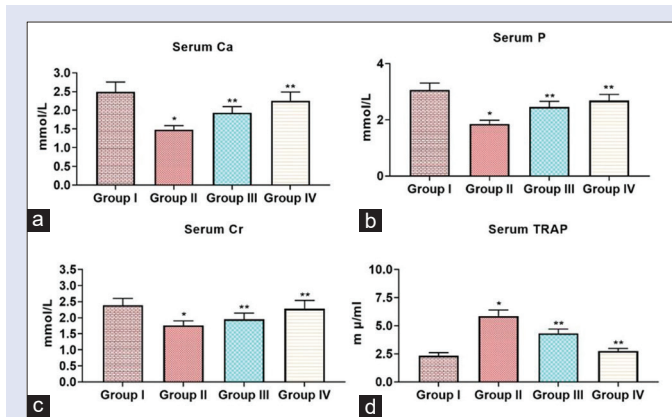 Serum Ca
mmol/L
3.0
2.5
2.0
1.5
1.0
0.5
0.0
*
**
**
Group I Group II Group III Group IV
a
Serum P
mmol/L
4
2
0
*
**
**
Group I Group II Group III Group IV
b
Serum Cr
mmol/L
3.5
3.0
2.5
2.0
1.5
1.0
0.5
0.0
*
**
**
Group I Group II Group III Group IV
c
Serum TRAP
m µ/ml
10.0
7.5
5.0
2.5
0.0
*
**
**
Group I Group II Group III Group IV
d